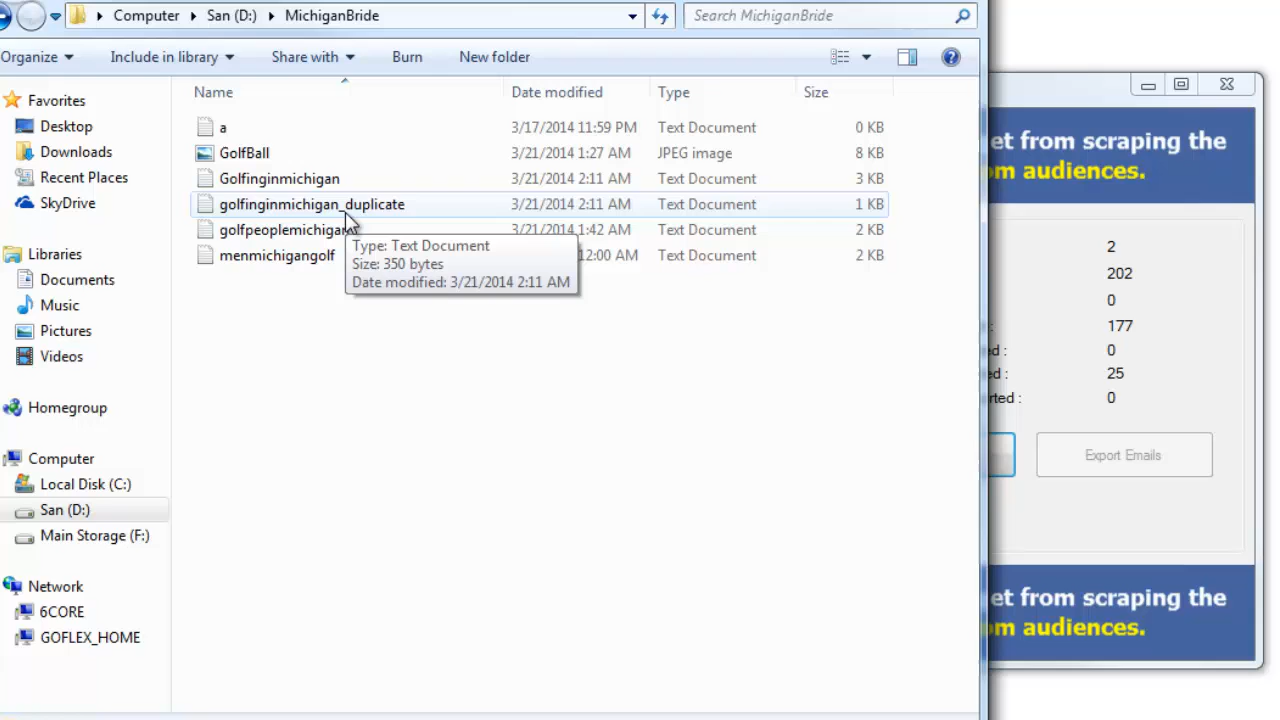 Computer San (D:) MichiganBride
Search MichiganBride
Organize Include in library Share with Burn New folder
Name Date modified Type Size
a 3/17/2014 11:59 PM Text Document 0 KB
GolfBall 3/21/2014 1:27 AM JPEG image 8 KB
Golfinginmichigan 3/21/2014 2:11 AM Text Document 3 KB
golfinginmichigan_duplicate 3/21/2014 2:11 AM Text Document 1 KB
golfpeoplemichigan 3/21/2014 1:42 AM Text Document 2 KB
menmichigangolf 12:00 AM Text Document 2 KB
Type: Text Document
Size: 350 bytes
Date modified: 3/21/2014 2:11 AM
Favorites
Desktop
Downloads
Recent Places
SkyDrive
Libraries
Documents
Music
Pictures
Videos
Homegroup
Computer
Local Disk (C:)
San (D:)
Main Storage (F:)
Network
6CORE
GOFLEX_HOME
et from scraping the
om audiences.
2
202
0
: 177
ed : 0
ed : 25
rted : 0
Export Emails
et from scraping the
om audiences.